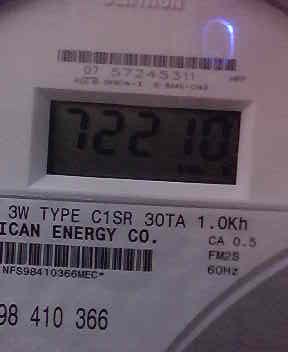 07 57245311
72210
3W TYPE C1SR 30TA 1.0Kh
ICAN ENERGY CO.
CA 0.5
FM2S
60Hz
NFS98410366MEC*
98 410 366